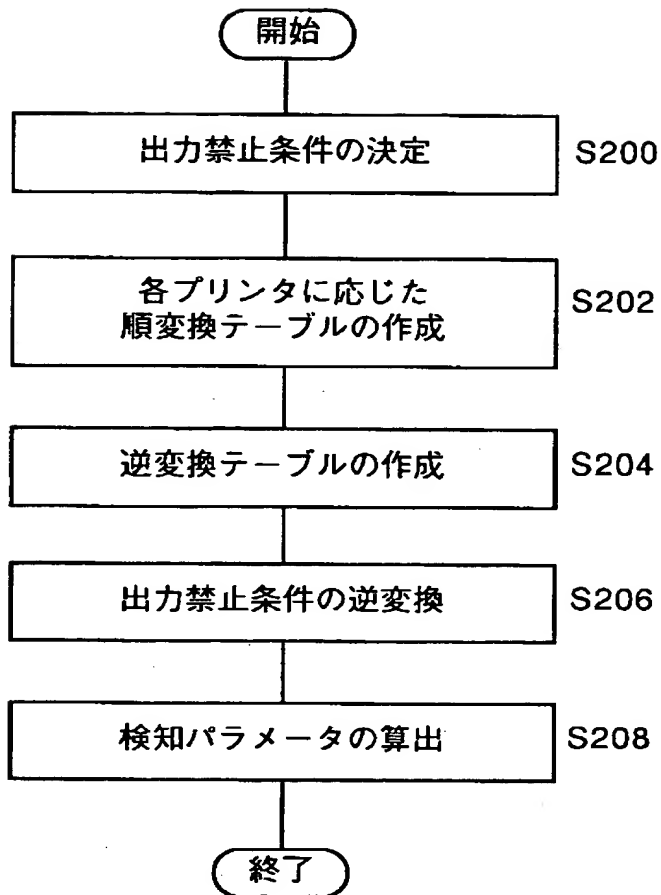 開始
出力禁止条件の決定
S200
各プリンタに応じた
順変換テーブルの作成
S202
逆変換テーブルの作成
S204
出力禁止条件の逆変換
S206
検知パラメータの算出
S208
終了